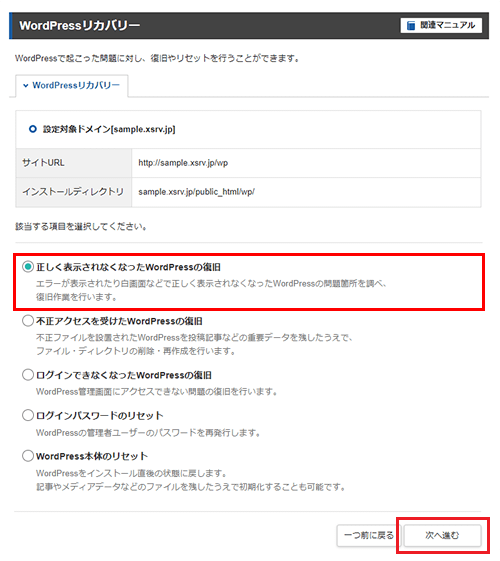 WordPressリカバリー
関連マニュアル
WordPressで起こった問題に対し、復旧やリセットを行うことができます。
WordPressリカバリー
設定対象ドメイン[sample.xsrv.jp]
サイトURL
http://sample.xsrv.jp/wp
インストールディレクトリ
sample.xsrv.jp/public_html/wp/
該当する項目を選択してください。
正しく表示されなくなったWordPressの復旧
エラーが表示されたり白画面などで正しく表示されなくなったWordPressの問題箇所を調べ、
復旧作業を行います。
不正アクセスを受けたWordPressの復旧
不正ファイルを設置されたWordPressを投稿記事などの重要データを残したうえで、
ファイル・ディレクトリの削除・再作成を行います。
ログインできなくなったWordPressの復旧
WordPress管理画面にアクセスできない問題の復旧を行います。
ログインパスワードのリセット
WordPressの管理者ユーザーのパスワードを再発行します。
WordPress本体のリセット
WordPressをインストール直後の状態に戻します。
記事やメディアデータなどのファイルを残したうえで初期化することも可能です。
一つ前に戻る
次へ進む